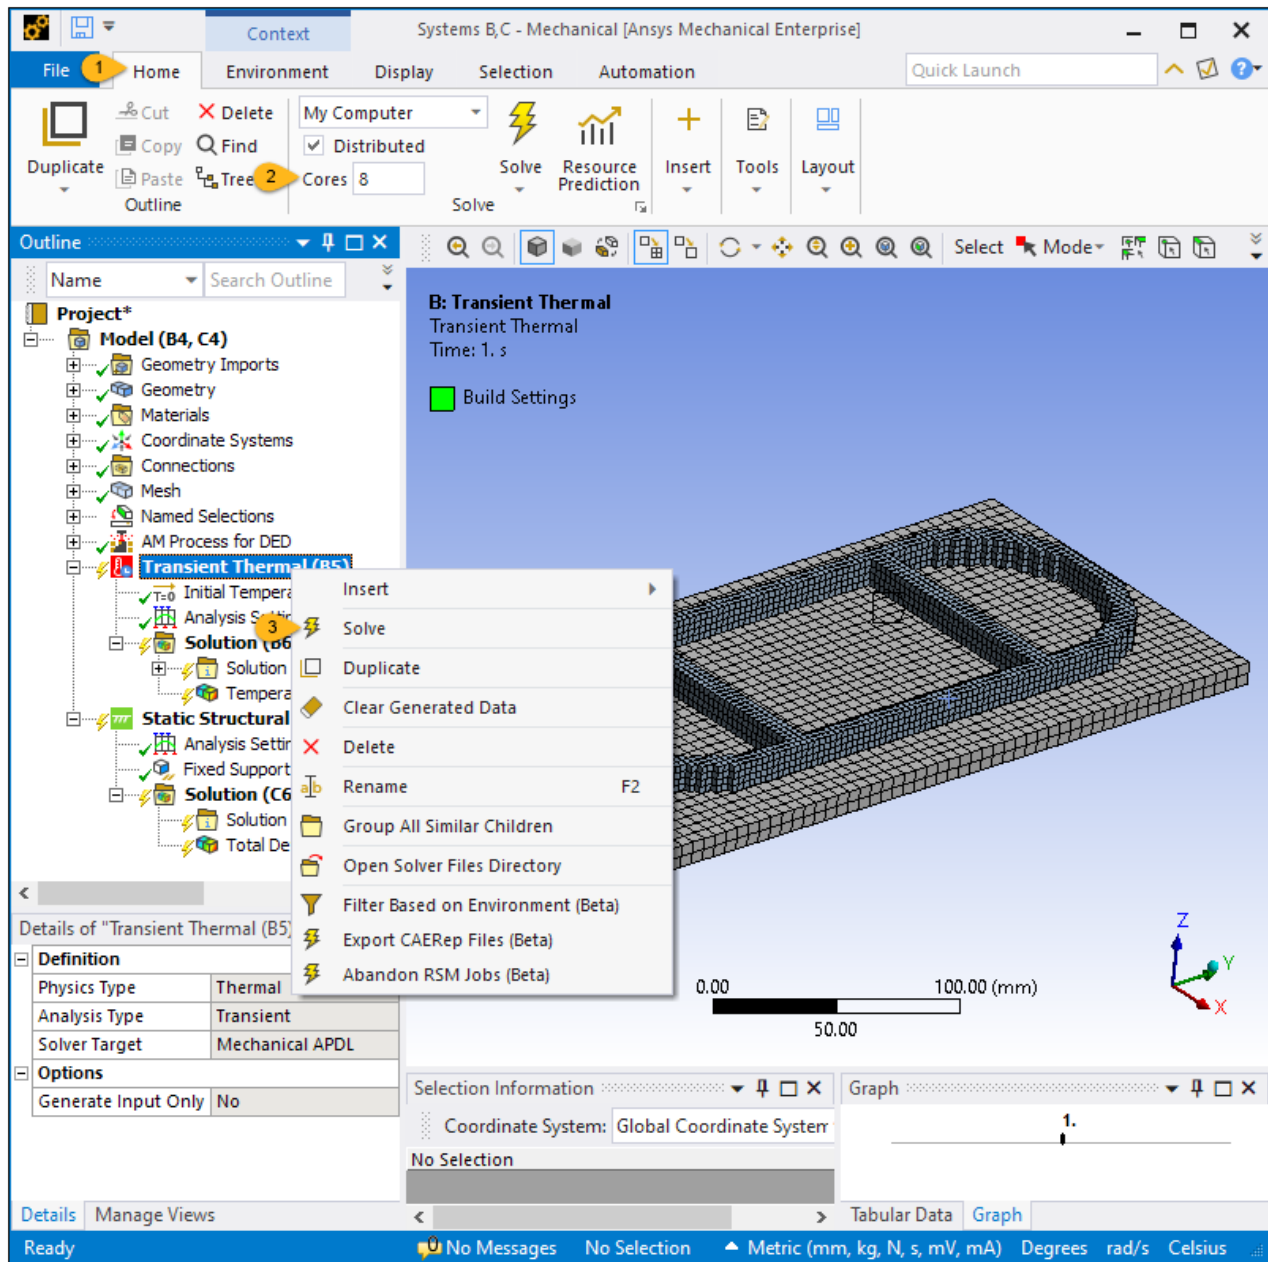 Context
Systems B,C - Mechanical [Ansys Mechanical Enterprise]
File
1
Home
Environment
Display
Selection
Automation
Quick Launch
Duplicate
Cut
Copy
Paste
Delete
Find
Tree
Outline
My Computer
Distributed
2
Cores 8
Solve
Resource
Prediction
Solve
Insert
Tools
Layout
Outline
Name
Search Outline
Select
Mode
Project*
Model (B4, C4)
Geometry Imports
Geometry
Materials
Coordinate Systems
Connections
Mesh
Named Selections
AM Process for DED
Transient Thermal (B5)
T=0 Initial Tempera
Analysis Settin
Solution (B6
Solution
Tempera
Static Structural
Analysis Settin
Fixed Support
Solution (C6
Solution
Total De
Insert
3
Solve
Duplicate
Clear Generated Data
Delete
a b Rename F2
Group All Similar Children
Open Solver Files Directory
Filter Based on Environment (Beta)
Export CAERep Files (Beta)
Abandon RSM Jobs (Beta)
B: Transient Thermal
Transient Thermal
Time: 1. s
Build Settings
0.00
100.00 (mm)
50.00
Z
Y
X
Details of "Transient Thermal (B5)
Definition
Physics Type Thermal
Analysis Type Transient
Solver Target Mechanical APDL
Options
Generate Input Only No
Details
Manage Views
Selection Information
Coordinate System: Global Coordinate System
No Selection
Graph
1.
Tabular Data
Graph
Ready
0 No Messages
No Selection
Metric (mm, kg, N, s, mV, mA)
Degrees
rad/s
Celsius